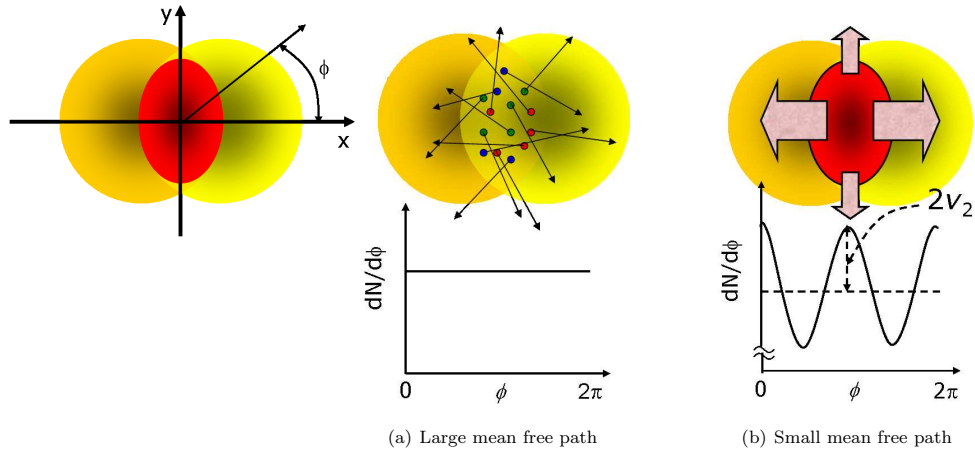 y
ϕ
x
dN/dϕ
0
ϕ
2π
(a) Large mean free path
2v₂
dN/dϕ
0
ϕ
2π
(b) Small mean free path